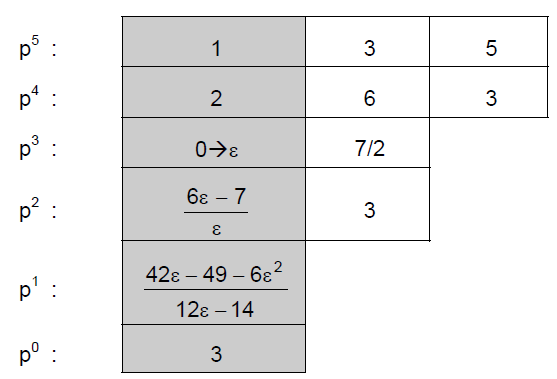 p⁵ : 1 3 5
p⁴ : 2 6 3
p³ : 0→ε 7/2
p² : (6ε − 7)/ε 3
p¹ : (42ε − 49 − 6ε²)/(12ε − 14)
p⁰ : 3